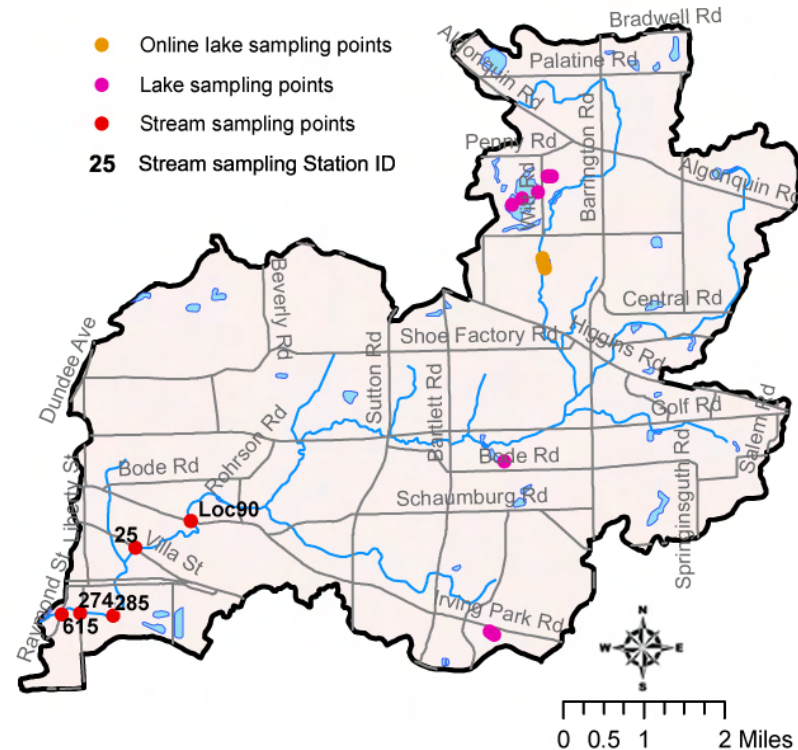 Bradwell Rd
Online lake sampling points
Algonquin Rd
Palatine Rd
Lake sampling points
Stream sampling points
Barrington Rd
Penny Rd
25 Stream sampling Station ID
Algonquin Rd
Beverly Rd
Central Rd
Dundee Ave
Shoe Factory Rd
Higgins Rd
Sutton Rd
Bartlett Rd
Golf Rd
Salem Rd
Rohrson Rd
Bode Rd
Bode Rd
Liberty St
Schaumburg Rd
Springinsguth Rd
Loc90
25
Villa St
Raymond St
274
285
615
Irving Park Rd
N
W
E
S
0 0.5 1 2 Miles